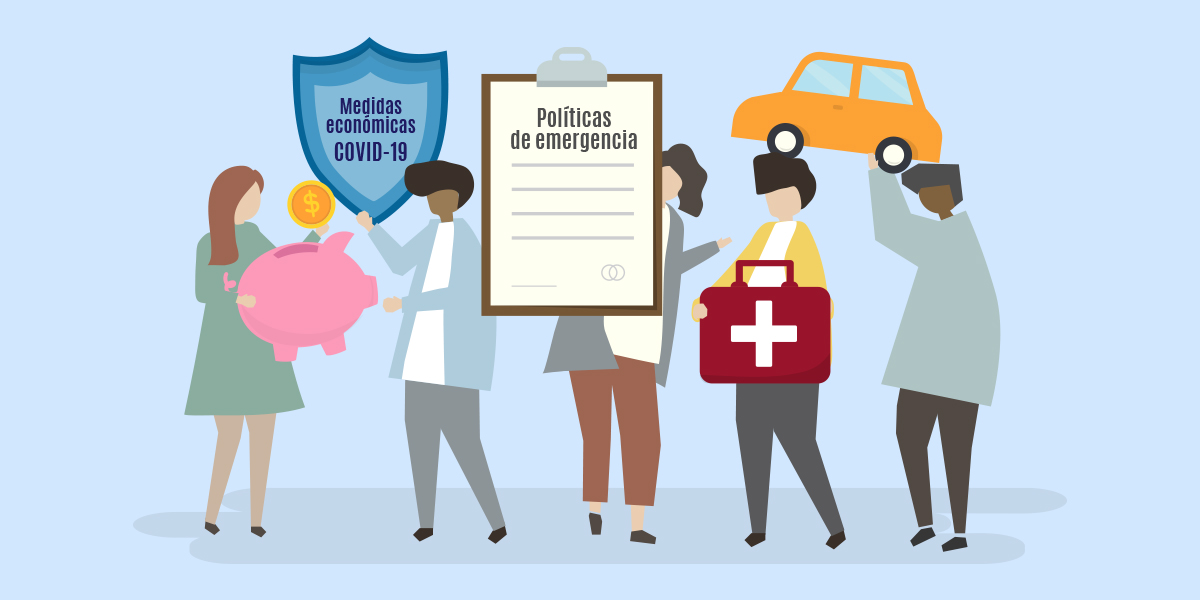 Medidas
económicas
COVID-19
Políticas
de emergencia
$